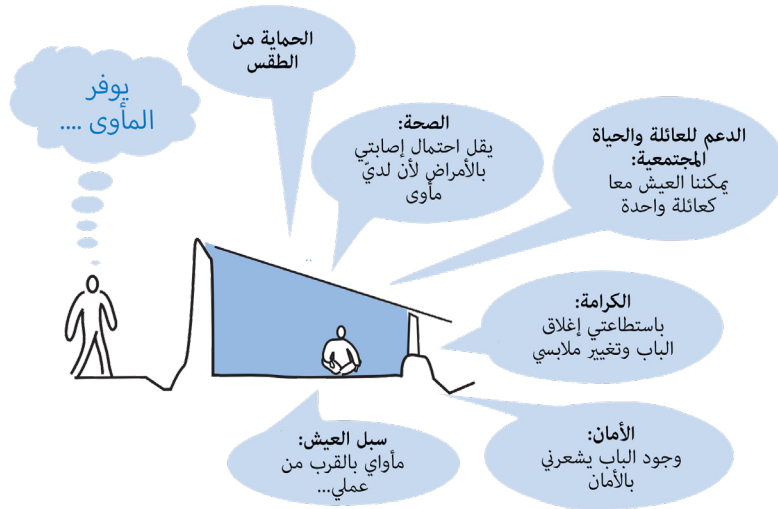 يوفر
المأوى ....
الحماية من
الطقس
الصحة:
يقل احتمال إصابتي
بالأمراض لأن لديّ
مأوى
الدعم للعائلة والحياة
المجتمعية:
يمكننا العيش معا
كعائلة واحدة
الكرامة:
باستطاعتي إغلاق
الباب وتغيير ملابسي
الأمان:
وجود الباب يشعرني
بالأمان
سبل العيش:
مأواي بالقرب من
عملي...